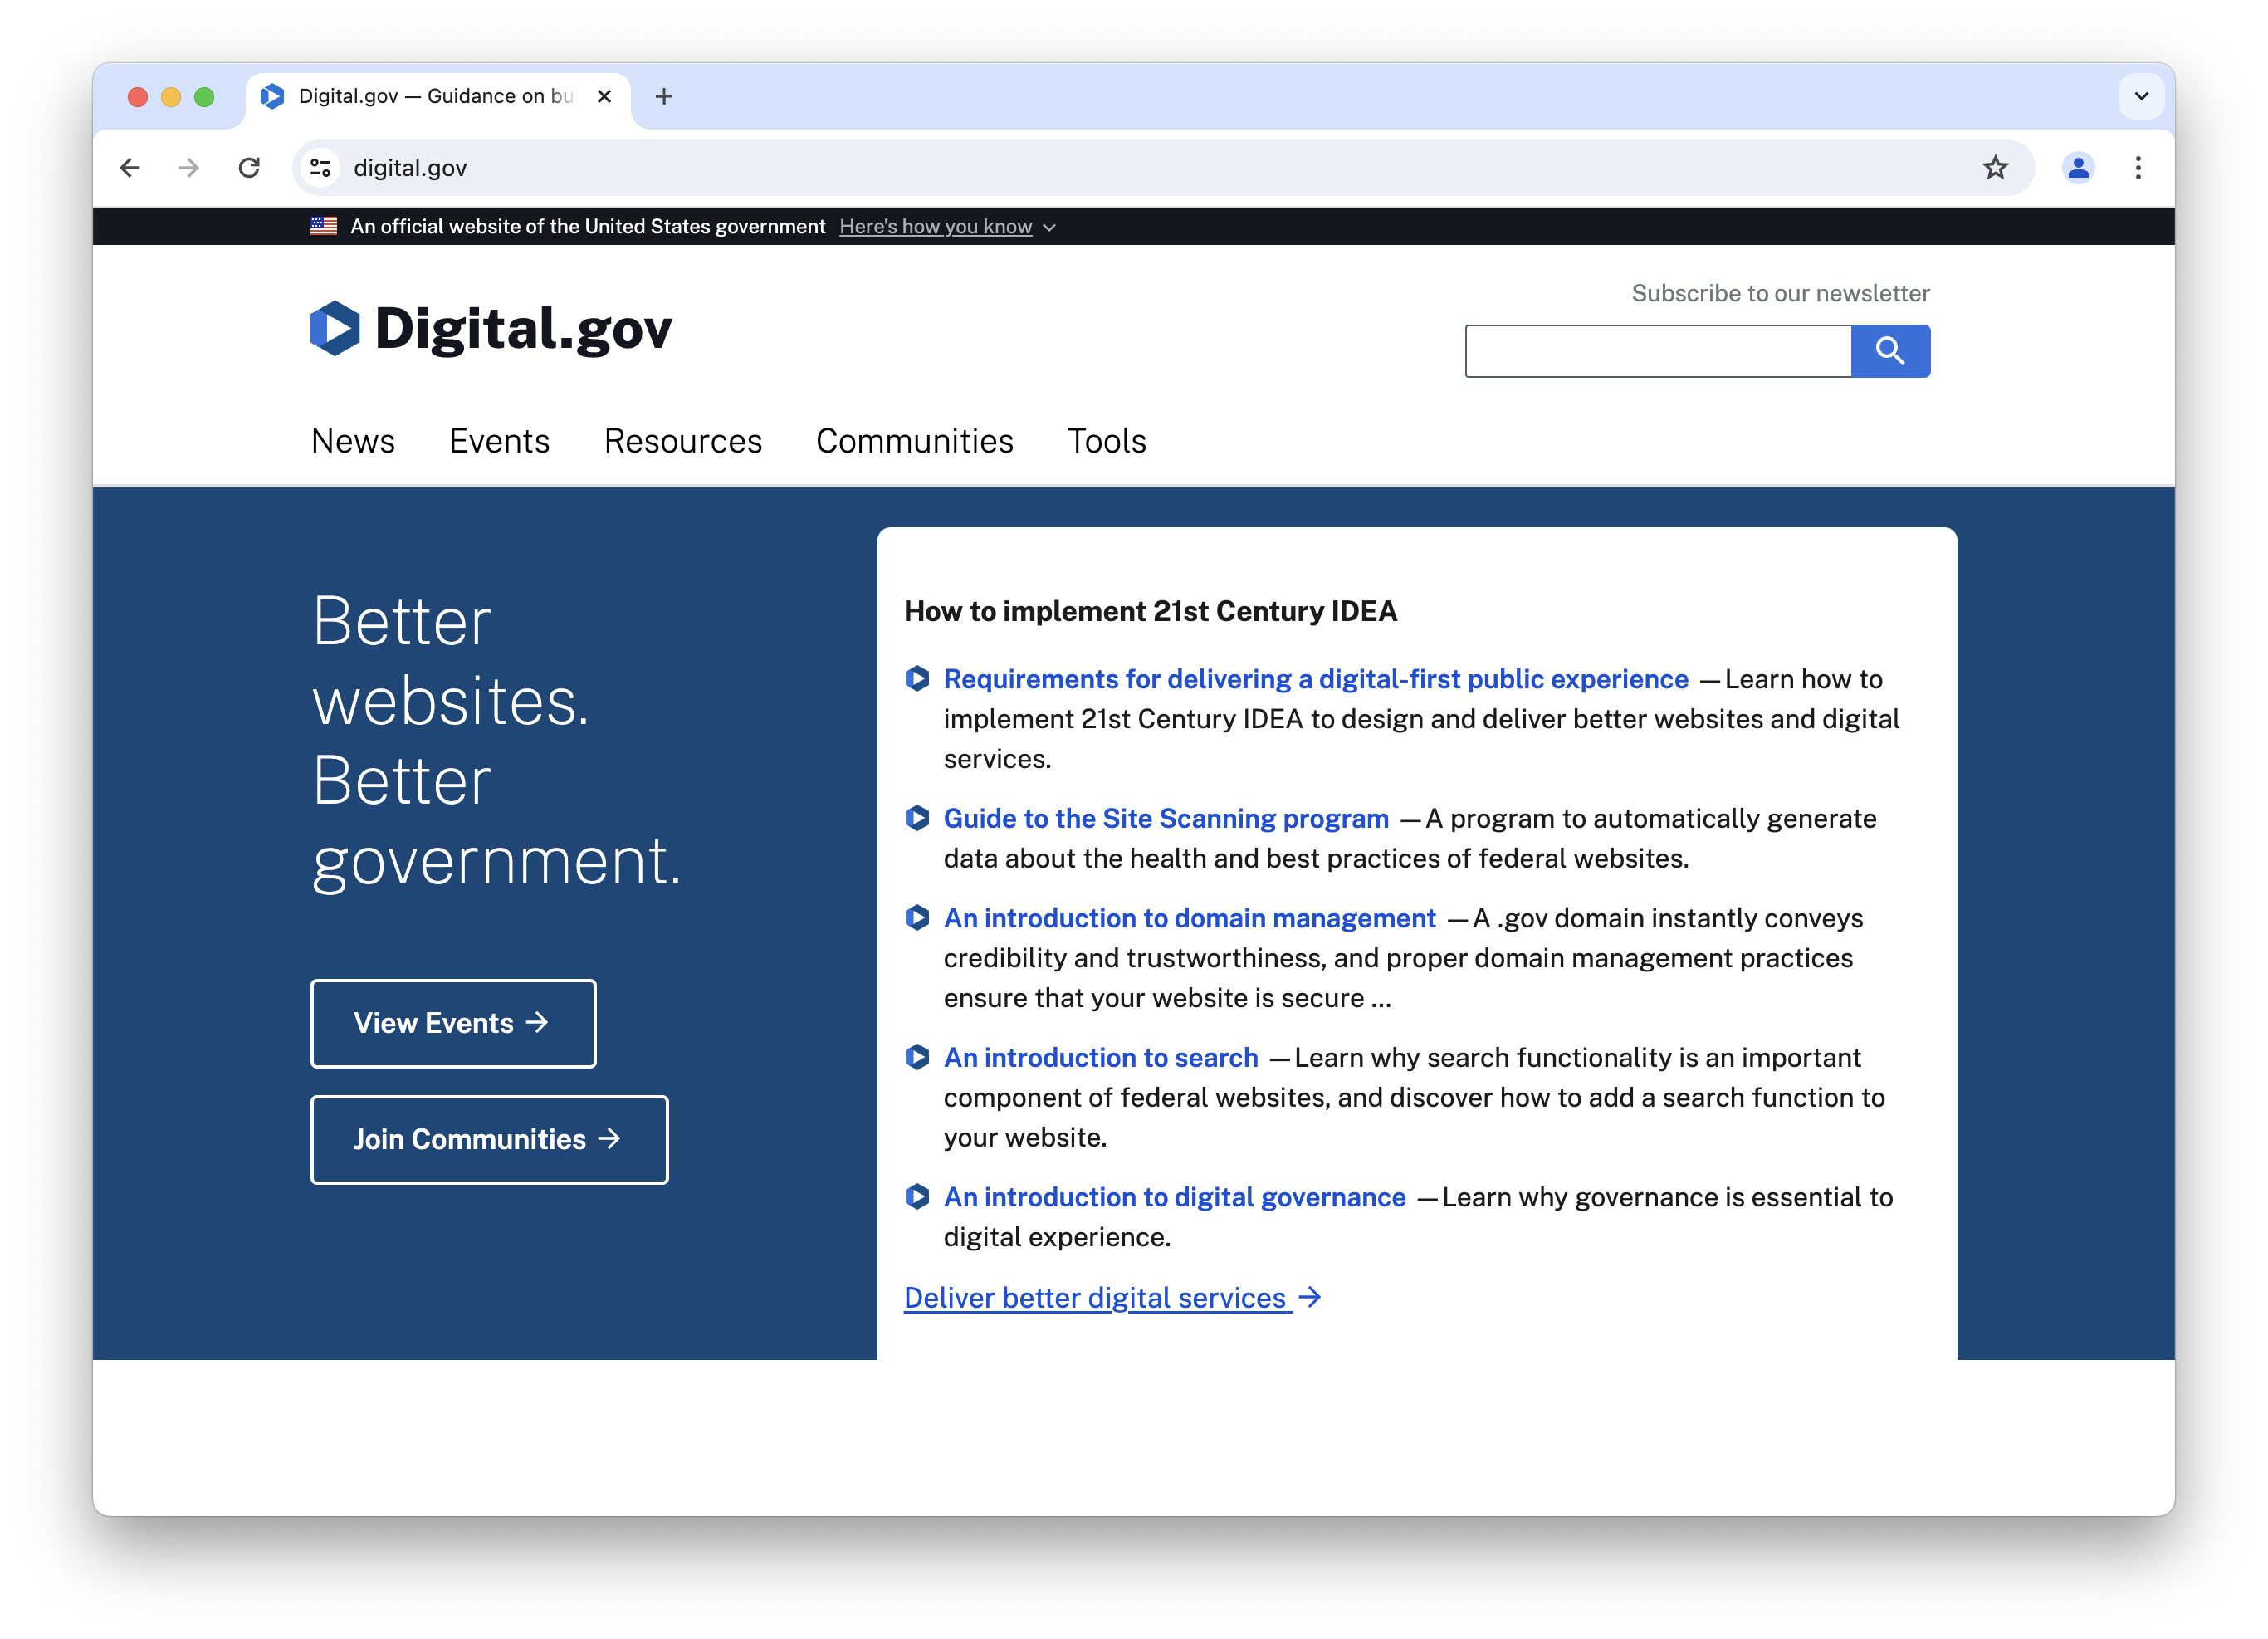 Digital.gov — Guidance on bu
digital.gov
An official website of the United States government Here’s how you know
Digital.gov
Subscribe to our newsletter
News Events Resources Communities Tools
Better
websites.
Better
government.
View Events →
Join Communities →
How to implement 21st Century IDEA
Requirements for delivering a digital-first public experience —Learn how to
implement 21st Century IDEA to design and deliver better websites and digital
services.
Guide to the Site Scanning program —A program to automatically generate
data about the health and best practices of federal websites.
An introduction to domain management —A .gov domain instantly conveys
credibility and trustworthiness, and proper domain management practices
ensure that your website is secure ...
An introduction to search —Learn why search functionality is an important
component of federal websites, and discover how to add a search function to
your website.
An introduction to digital governance —Learn why governance is essential to
digital experience.
Deliver better digital services →